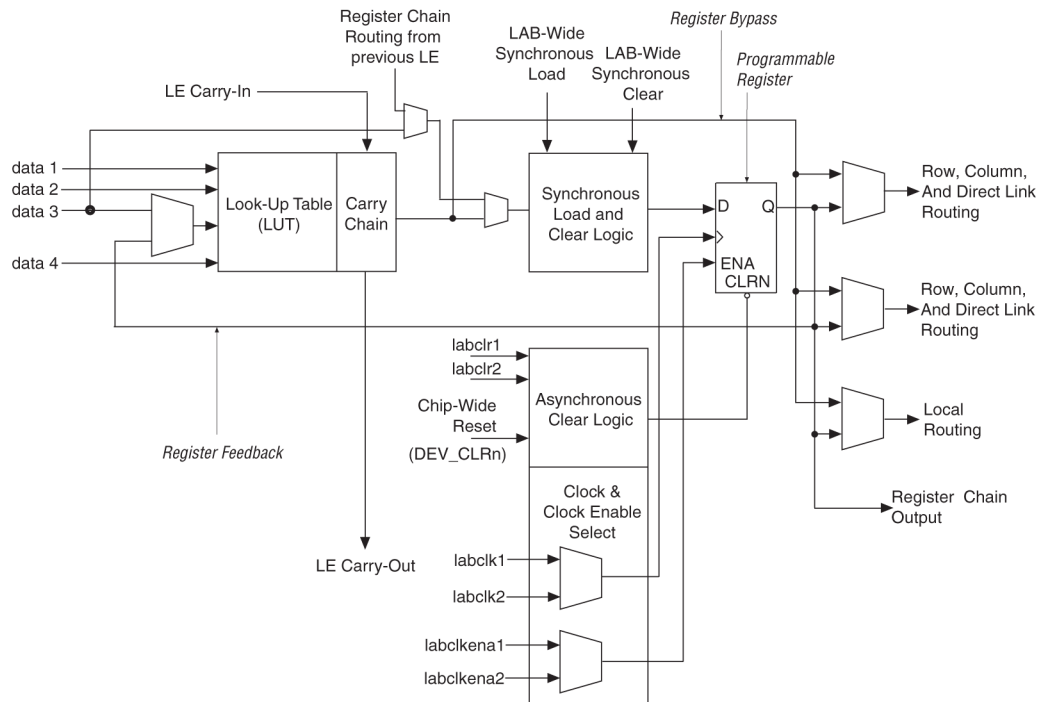 Register Chain
Routing from
previous LE
LAB-Wide
Synchronous
Load
LAB-Wide
Synchronous
Clear
Register Bypass
Programmable
Register
LE Carry-In
data 1
data 2
data 3
data 4
Look-Up Table
(LUT)
Carry
Chain
Synchronous
Load and
Clear Logic
D
Q
ENA
CLRN
Row, Column,
And Direct Link
Routing
Row, Column,
And Direct Link
Routing
Local
Routing
Register Chain
Output
Register Feedback
labclr1
labclr2
Chip-Wide
Reset
(DEV_CLRn)
Asynchronous
Clear Logic
Clock &
Clock Enable
Select
LE Carry-Out
labclk1
labclk2
labclkena1
labclkena2